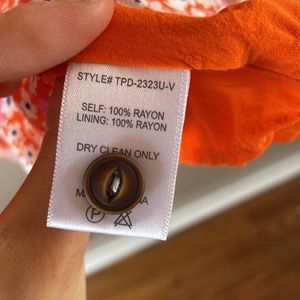 STYLE# TPD-2323U-V
SELF: 100% RAYON
LINING: 100% RAYON
DRY CLEAN ONLY
P